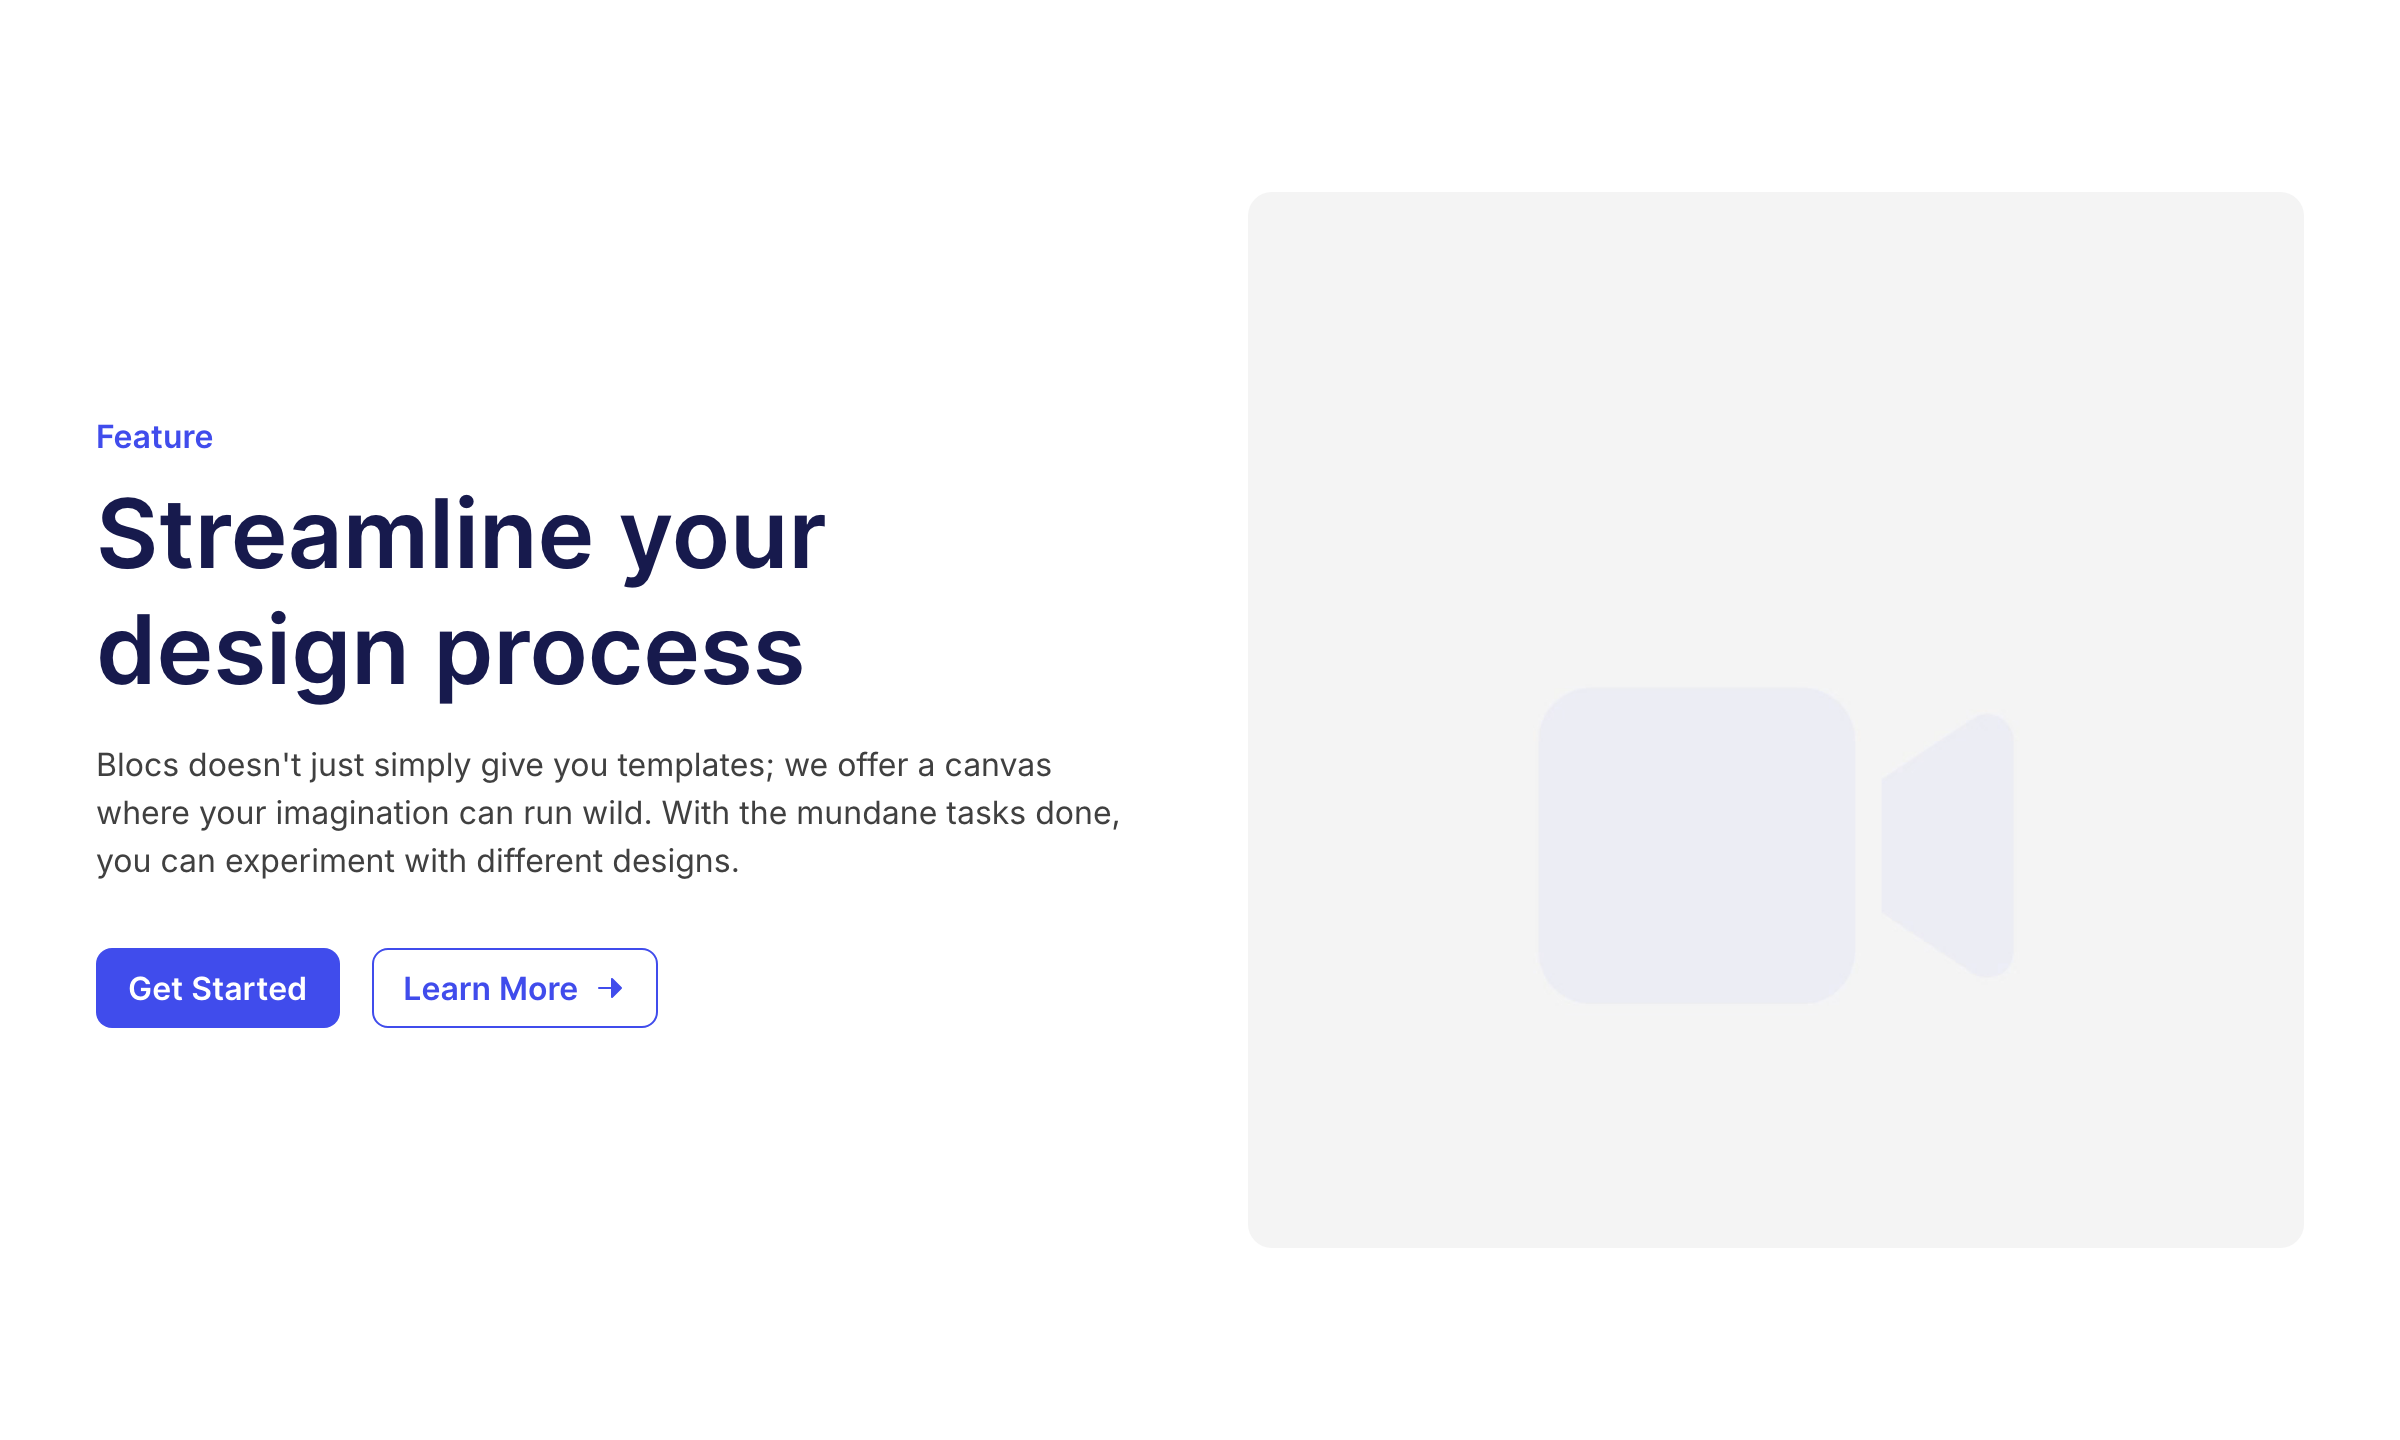 Feature
Streamline your
design process
Blocs doesn't just simply give you templates; we offer a canvas
where your imagination can run wild. With the mundane tasks done,
you can experiment with different designs.
Get Started
Learn More